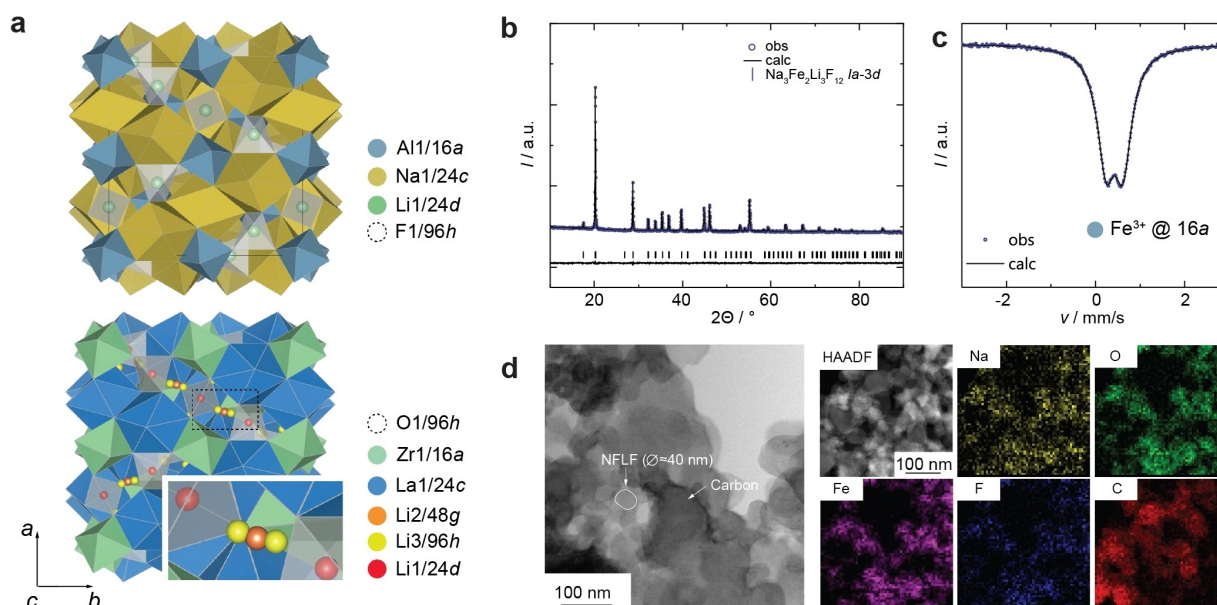 a
Al1/16a
Na1/24c
Li1/24d
F1/96h
O1/96h
Zr1/16a
La1/24c
Li2/48g
Li3/96h
Li1/24d
a
c
b
b
obs
calc
Na₃Fe₂Li₃F₁₂ Ia-3d
I / a.u.
20
40
60
80
2Θ / °
c
I / a.u.
Fe³⁺ @ 16a
obs
calc
-2
0
2
v / mm/s
d
NFLF (Ø≈40 nm)
Carbon
100 nm
HAADF
100 nm
Na
O
Fe
F
C